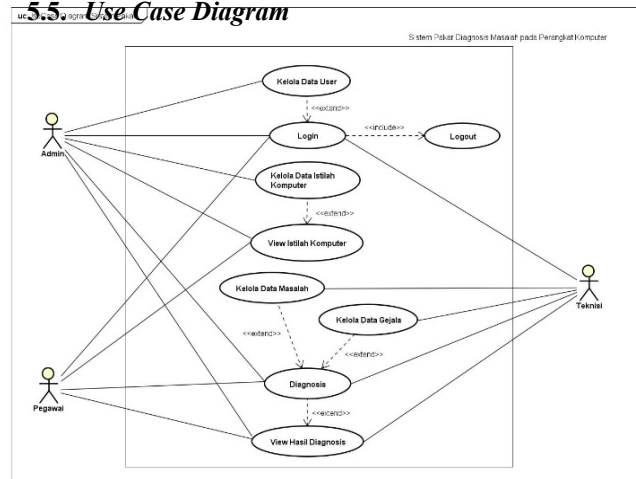 5.5. Use Case Diagram
Sistem Pakar Diagnosis Masalah pada Perangkat Komputer
Kelola Data User
<<extend>>
Login
<<include>>
Logout
Admin
Kelola Data Istilah
Komputer
<<extend>>
View Istilah Komputer
Kelola Data Masalah
Teknisi
Kelola Data Gejala
<<extend>>
<<extend>>
Diagnosis
Pegawai
<<extend>>
View Hasil Diagnosis